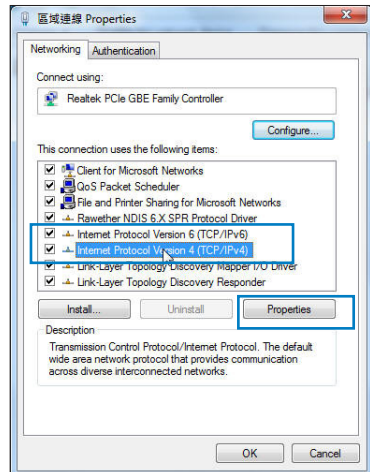 區域連線 Properties
Networking Authentication
Connect using:
Realtek PCIe GBE Family Controller
Configure...
This connection uses the following items:
Client for Microsoft Networks
QoS Packet Scheduler
File and Printer Sharing for Microsoft Networks
Rawether NDIS 6.X SPR Protocol Driver
Internet Protocol Version 6 (TCP/IPv6)
Internet Protocol Version 4 (TCP/IPv4)
Link-Layer Topology Discovery Mapper I/O Driver
Link-Layer Topology Discovery Responder
Install... Uninstall Properties
Description
Transmission Control Protocol/Internet Protocol. The default
wide area network protocol that provides communication
across diverse interconnected networks.
OK Cancel